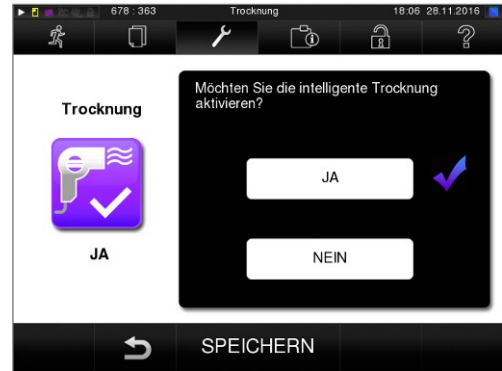 678 : 363 Trocknung 18:06 28.11.2016
Trocknung
JA
Möchten Sie die intelligente Trocknung
aktivieren?
JA
NEIN
SPEICHERN